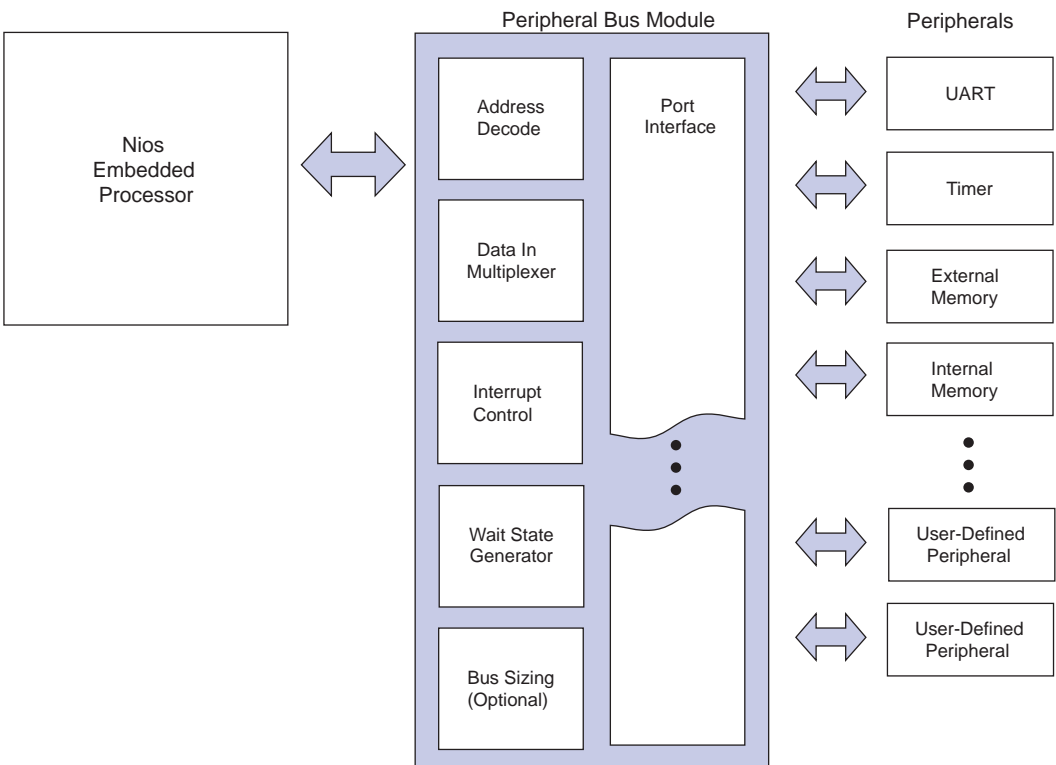 Peripheral Bus Module
Peripherals
Nios
Embedded
Processor
Address
Decode
Data In
Multiplexer
Interrupt
Control
Wait State
Generator
Bus Sizing
(Optional)
Port
Interface
UART
Timer
External
Memory
Internal
Memory
User-Defined
Peripheral
User-Defined
Peripheral